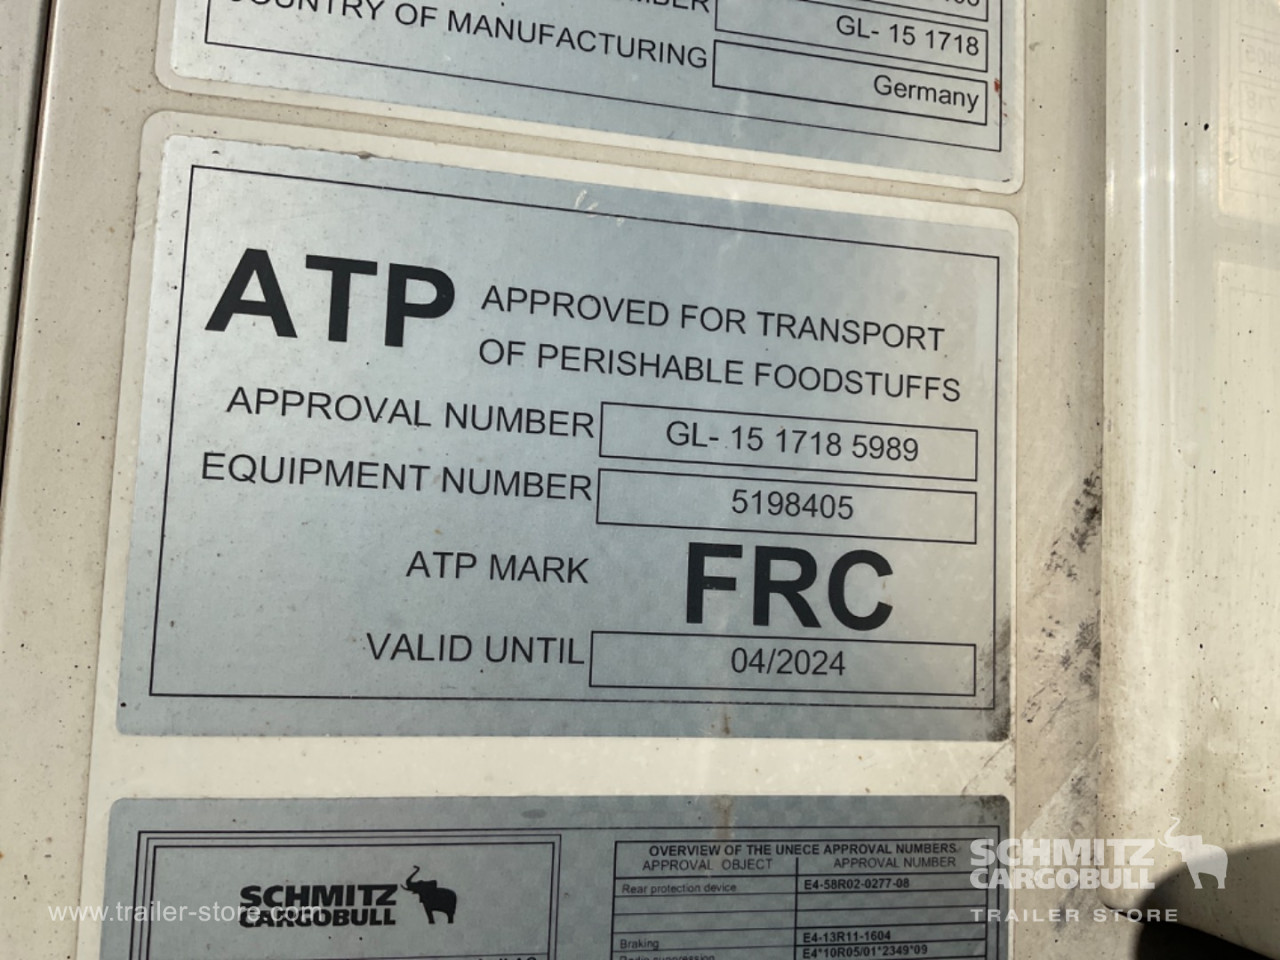 GL- 15 1718
COUNTRY OF MANUFACTURING Germany
ATP APPROVED FOR TRANSPORT
OF PERISHABLE FOODSTUFFS
APPROVAL NUMBER GL- 15 1718 5989
EQUIPMENT NUMBER 5198405
ATP MARK FRC
VALID UNTIL 04/2024
SCHMITZ
CARGOBULL
OVERVIEW OF THE UNECE APPROVAL NUMBERS
APPROVAL OBJECT APPROVAL NUMBER
Rear protection device E4-58R02-0277-08
Braking E4-13R11-1604
Radio suppression E4*10R05/01*2349*09
www.trailer-store.com
SCHMITZ
CARGOBULL
TRAILER STORE